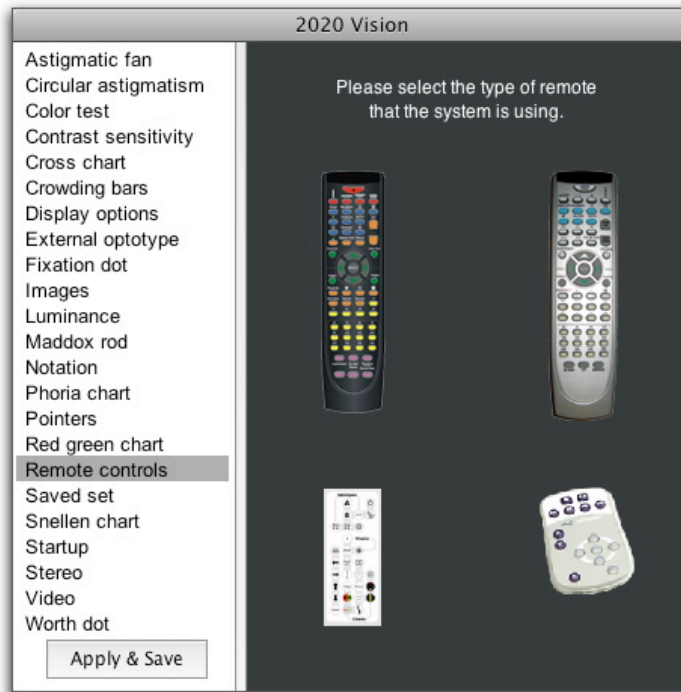 2020 Vision
Astigmatic fan
Circular astigmatism
Color test
Contrast sensitivity
Cross chart
Crowding bars
Display options
External optotype
Fixation dot
Images
Luminance
Maddox rod
Notation
Phoria chart
Pointers
Red green chart
Remote controls
Saved set
Snellen chart
Startup
Stereo
Video
Worth dot
Apply & Save
Please select the type of remote
that the system is using.